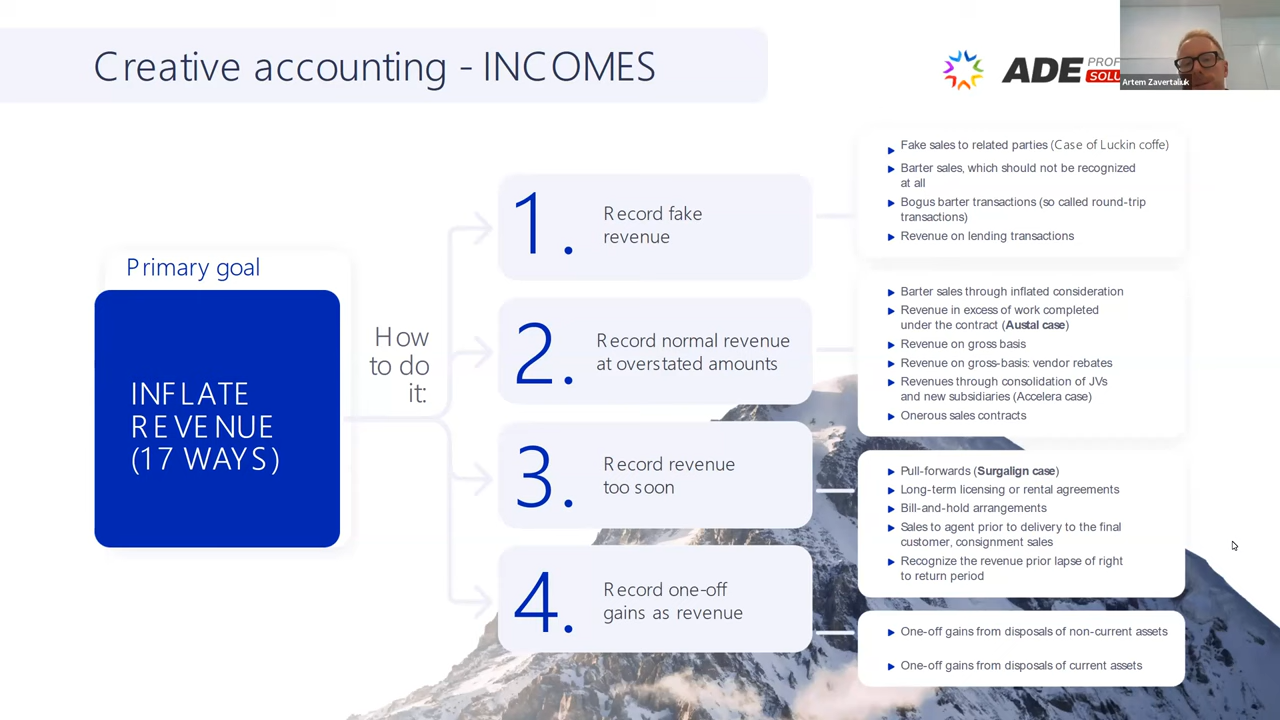 Creative accounting - INCOMES
ADE
PROF
SOLU
Artem Zavertaliuk
Primary goal
INFLATE
REVENUE
(17 WAYS)
How
to do
it:
1.
Record fake
revenue
Fake sales to related parties (Case of Luckin coffe)
Barter sales, which should not be recognized
at all
Bogus barter transactions (so called round-trip
transactions)
Revenue on lending transactions
2.
Record normal revenue
at overstated amounts
Barter sales through inflated consideration
Revenue in excess of work completed
under the contract (Austal case)
Revenue on gross basis
Revenue on gross-basis: vendor rebates
Revenues through consolidation of JVs
and new subsidiaries (Accelera case)
Onerous sales contracts
3.
Record revenue
too soon
Pull-forwards (Surgalign case)
Long-term licensing or rental agreements
Bill-and-hold arrangements
Sales to agent prior to delivery to the final
customer, consignment sales
Recognize the revenue prior lapse of right
to return period
4.
Record one-off
gains as revenue
One-off gains from disposals of non-current assets
One-off gains from disposals of current assets